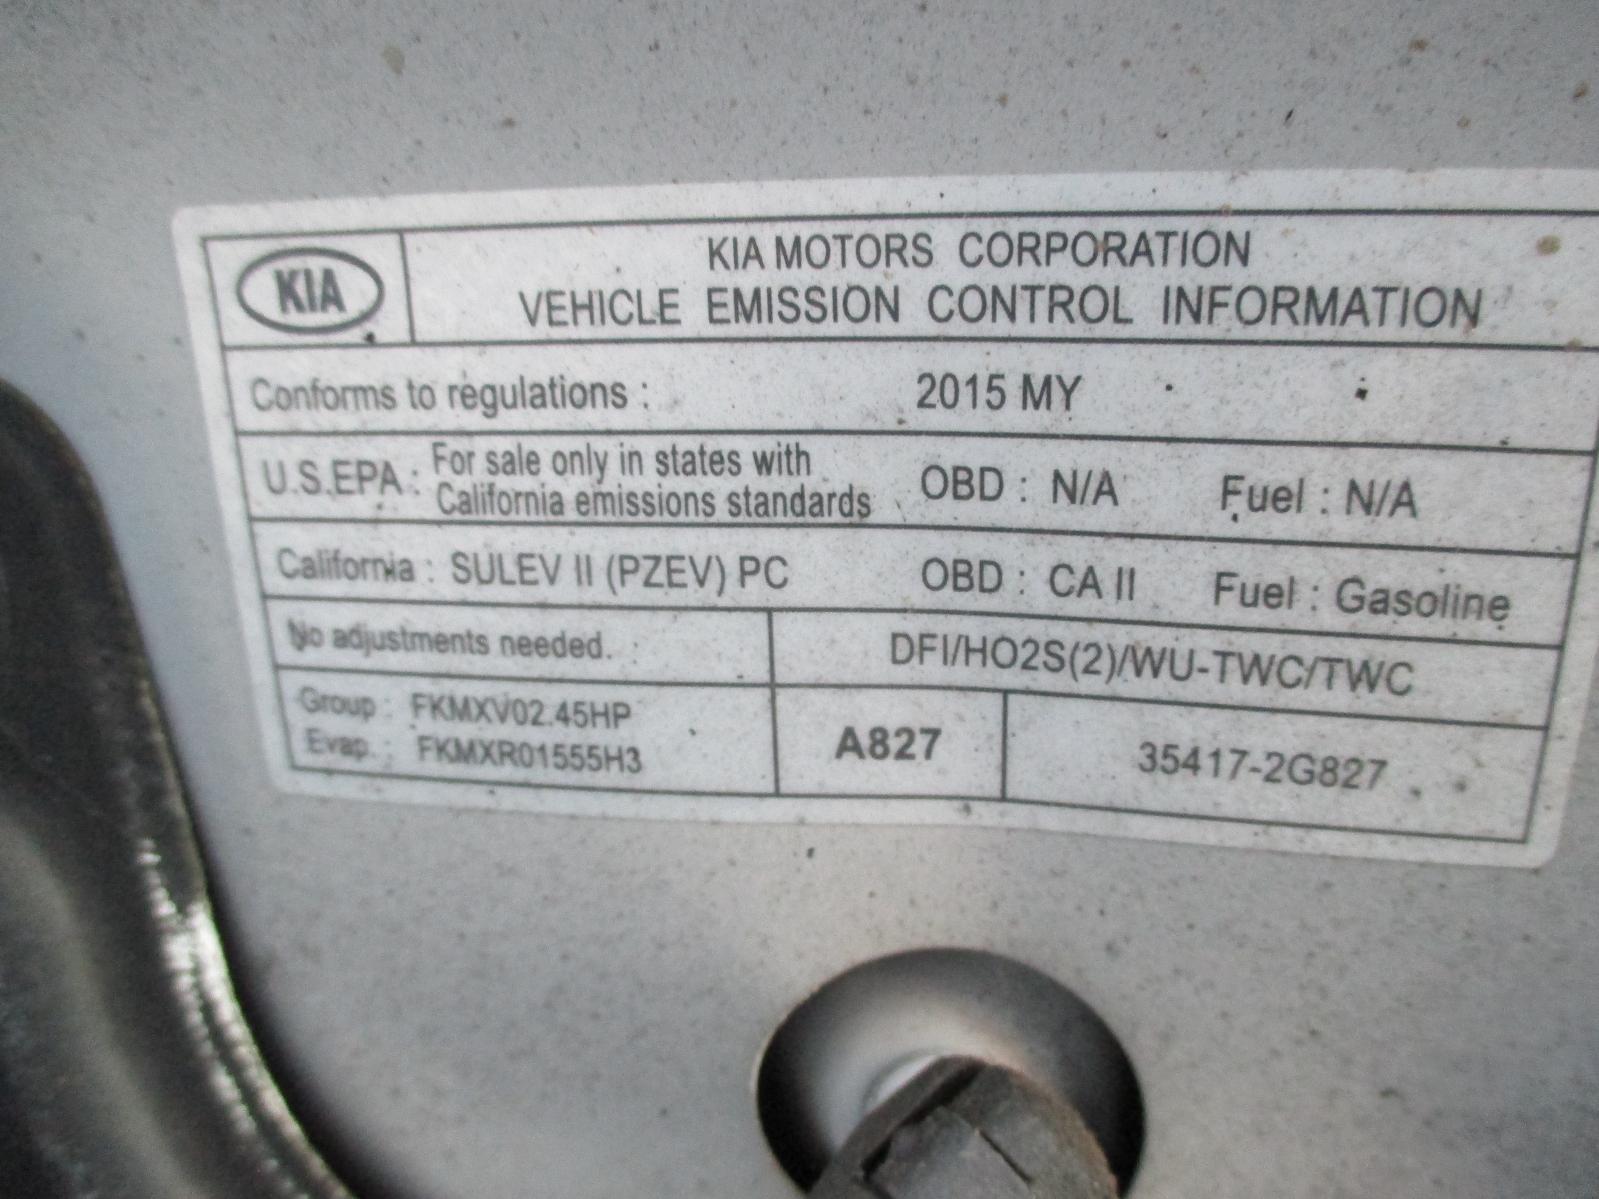 KIA
KIA MOTORS CORPORATION
VEHICLE EMISSION CONTROL INFORMATION
Conforms to regulations : 2015 MY
U.S.EPA : For sale only in states with
California emissions standards OBD : N/A Fuel : N/A
California : SULEV II (PZEV) PC OBD : CA II Fuel : Gasoline
No adjustments needed. DFI/HO2S(2)/WU-TWC/TWC
Group : FKMXV02.45HP
Evap. : FKMXR01555H3
A827
35417-2G827